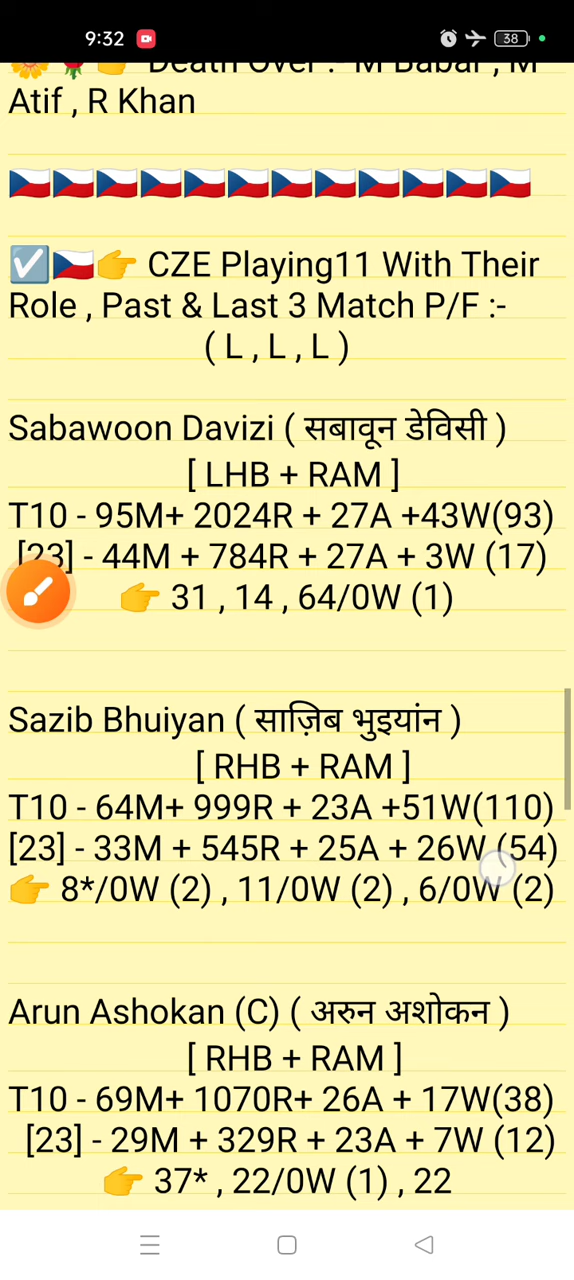 9:32
38
Death Over : M Babar , M
Atif , R Khan
🇨🇿🇨🇿🇨🇿🇨🇿🇨🇿🇨🇿🇨🇿🇨🇿🇨🇿🇨🇿🇨🇿🇨🇿
☑️🇨🇿👉 CZE Playing11 With Their
Role , Past & Last 3 Match P/F :-
( L , L , L )
Sabawoon Davizi ( सबावून डेविसी )
[ LHB + RAM ]
T10 - 95M+ 2024R + 27A +43W(93)
[23] - 44M + 784R + 27A + 3W (17)
👉 31 , 14 , 64/0W (1)
Sazib Bhuiyan ( साज़िब भुइयांन )
[ RHB + RAM ]
T10 - 64M+ 999R + 23A +51W(110)
[23] - 33M + 545R + 25A + 26W (54)
👉 8*/0W (2) , 11/0W (2) , 6/0W (2)
Arun Ashokan (C) ( अरुन अशोकन )
[ RHB + RAM ]
T10 - 69M+ 1070R+ 26A + 17W(38)
[23] - 29M + 329R + 23A + 7W (12)
👉 37* , 22/0W (1) , 22